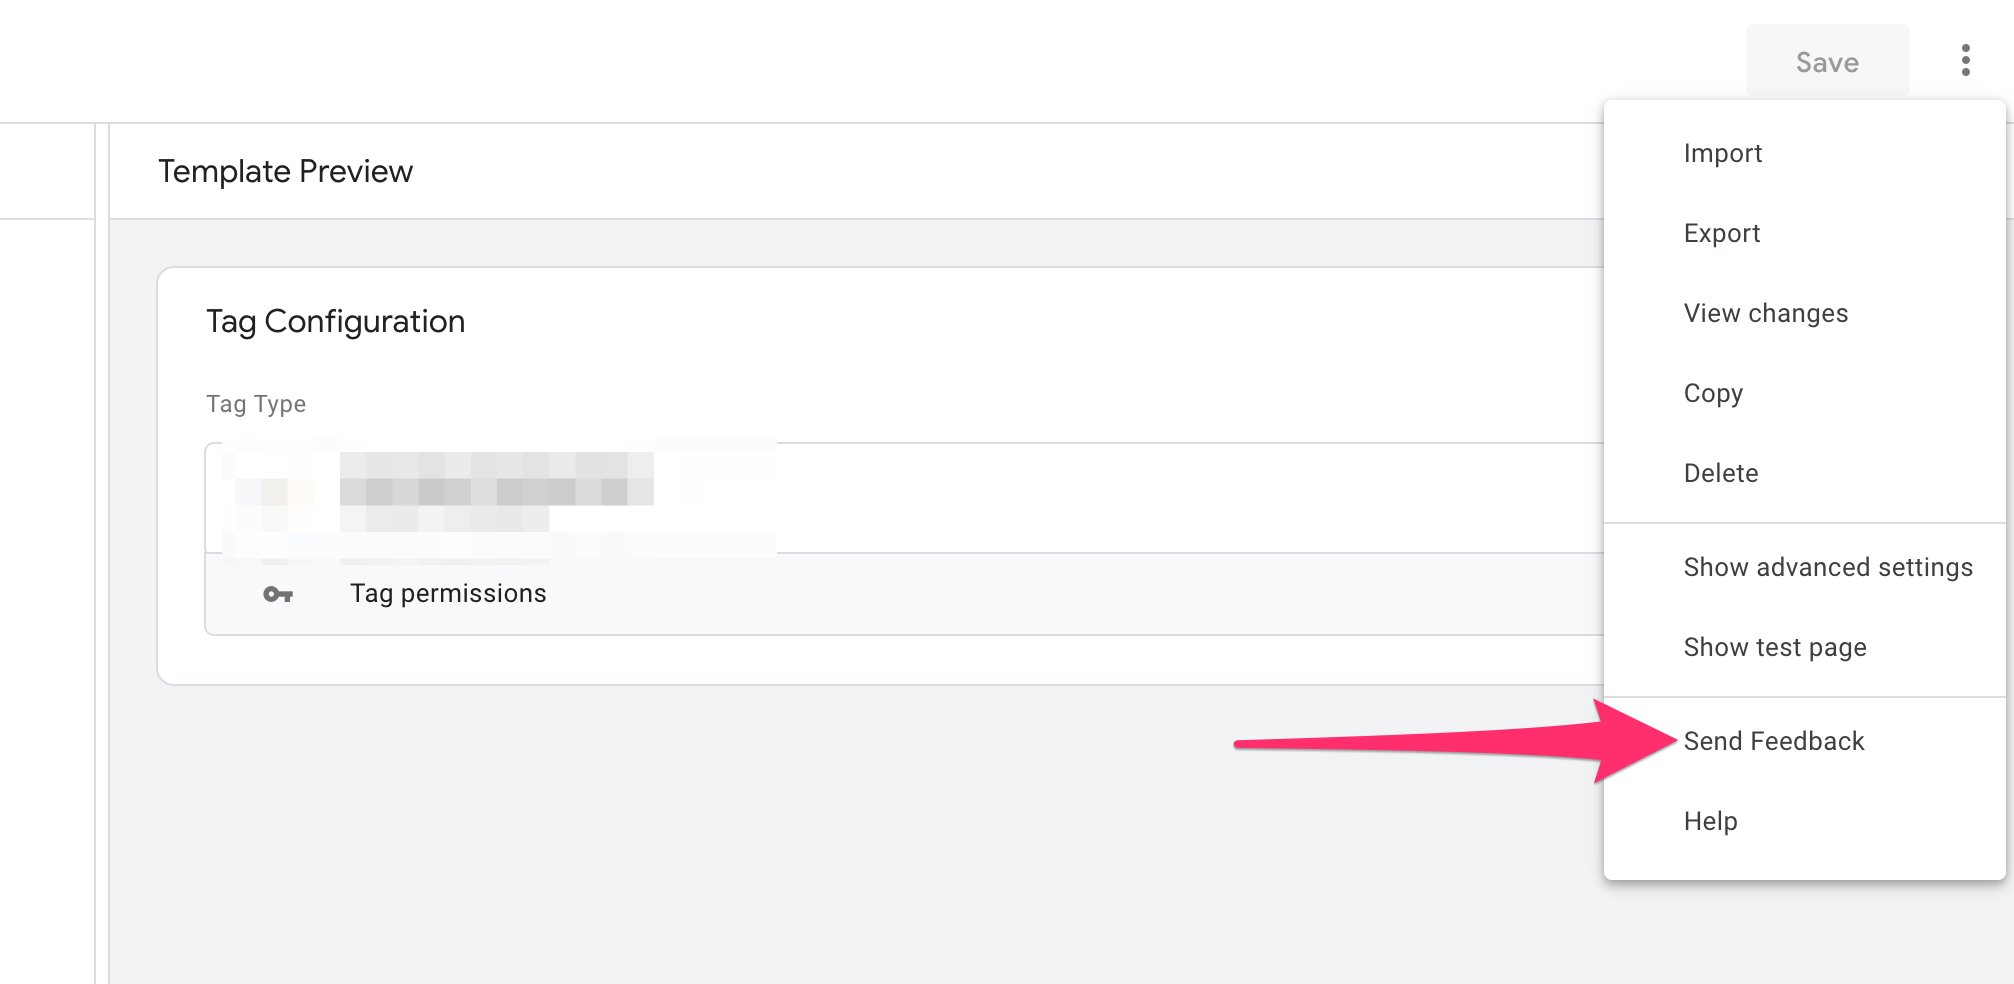 Save
Template Preview
Tag Configuration
Tag Type
Tag permissions
Import
Export
View changes
Copy
Delete
Show advanced settings
Show test page
Send Feedback
Help